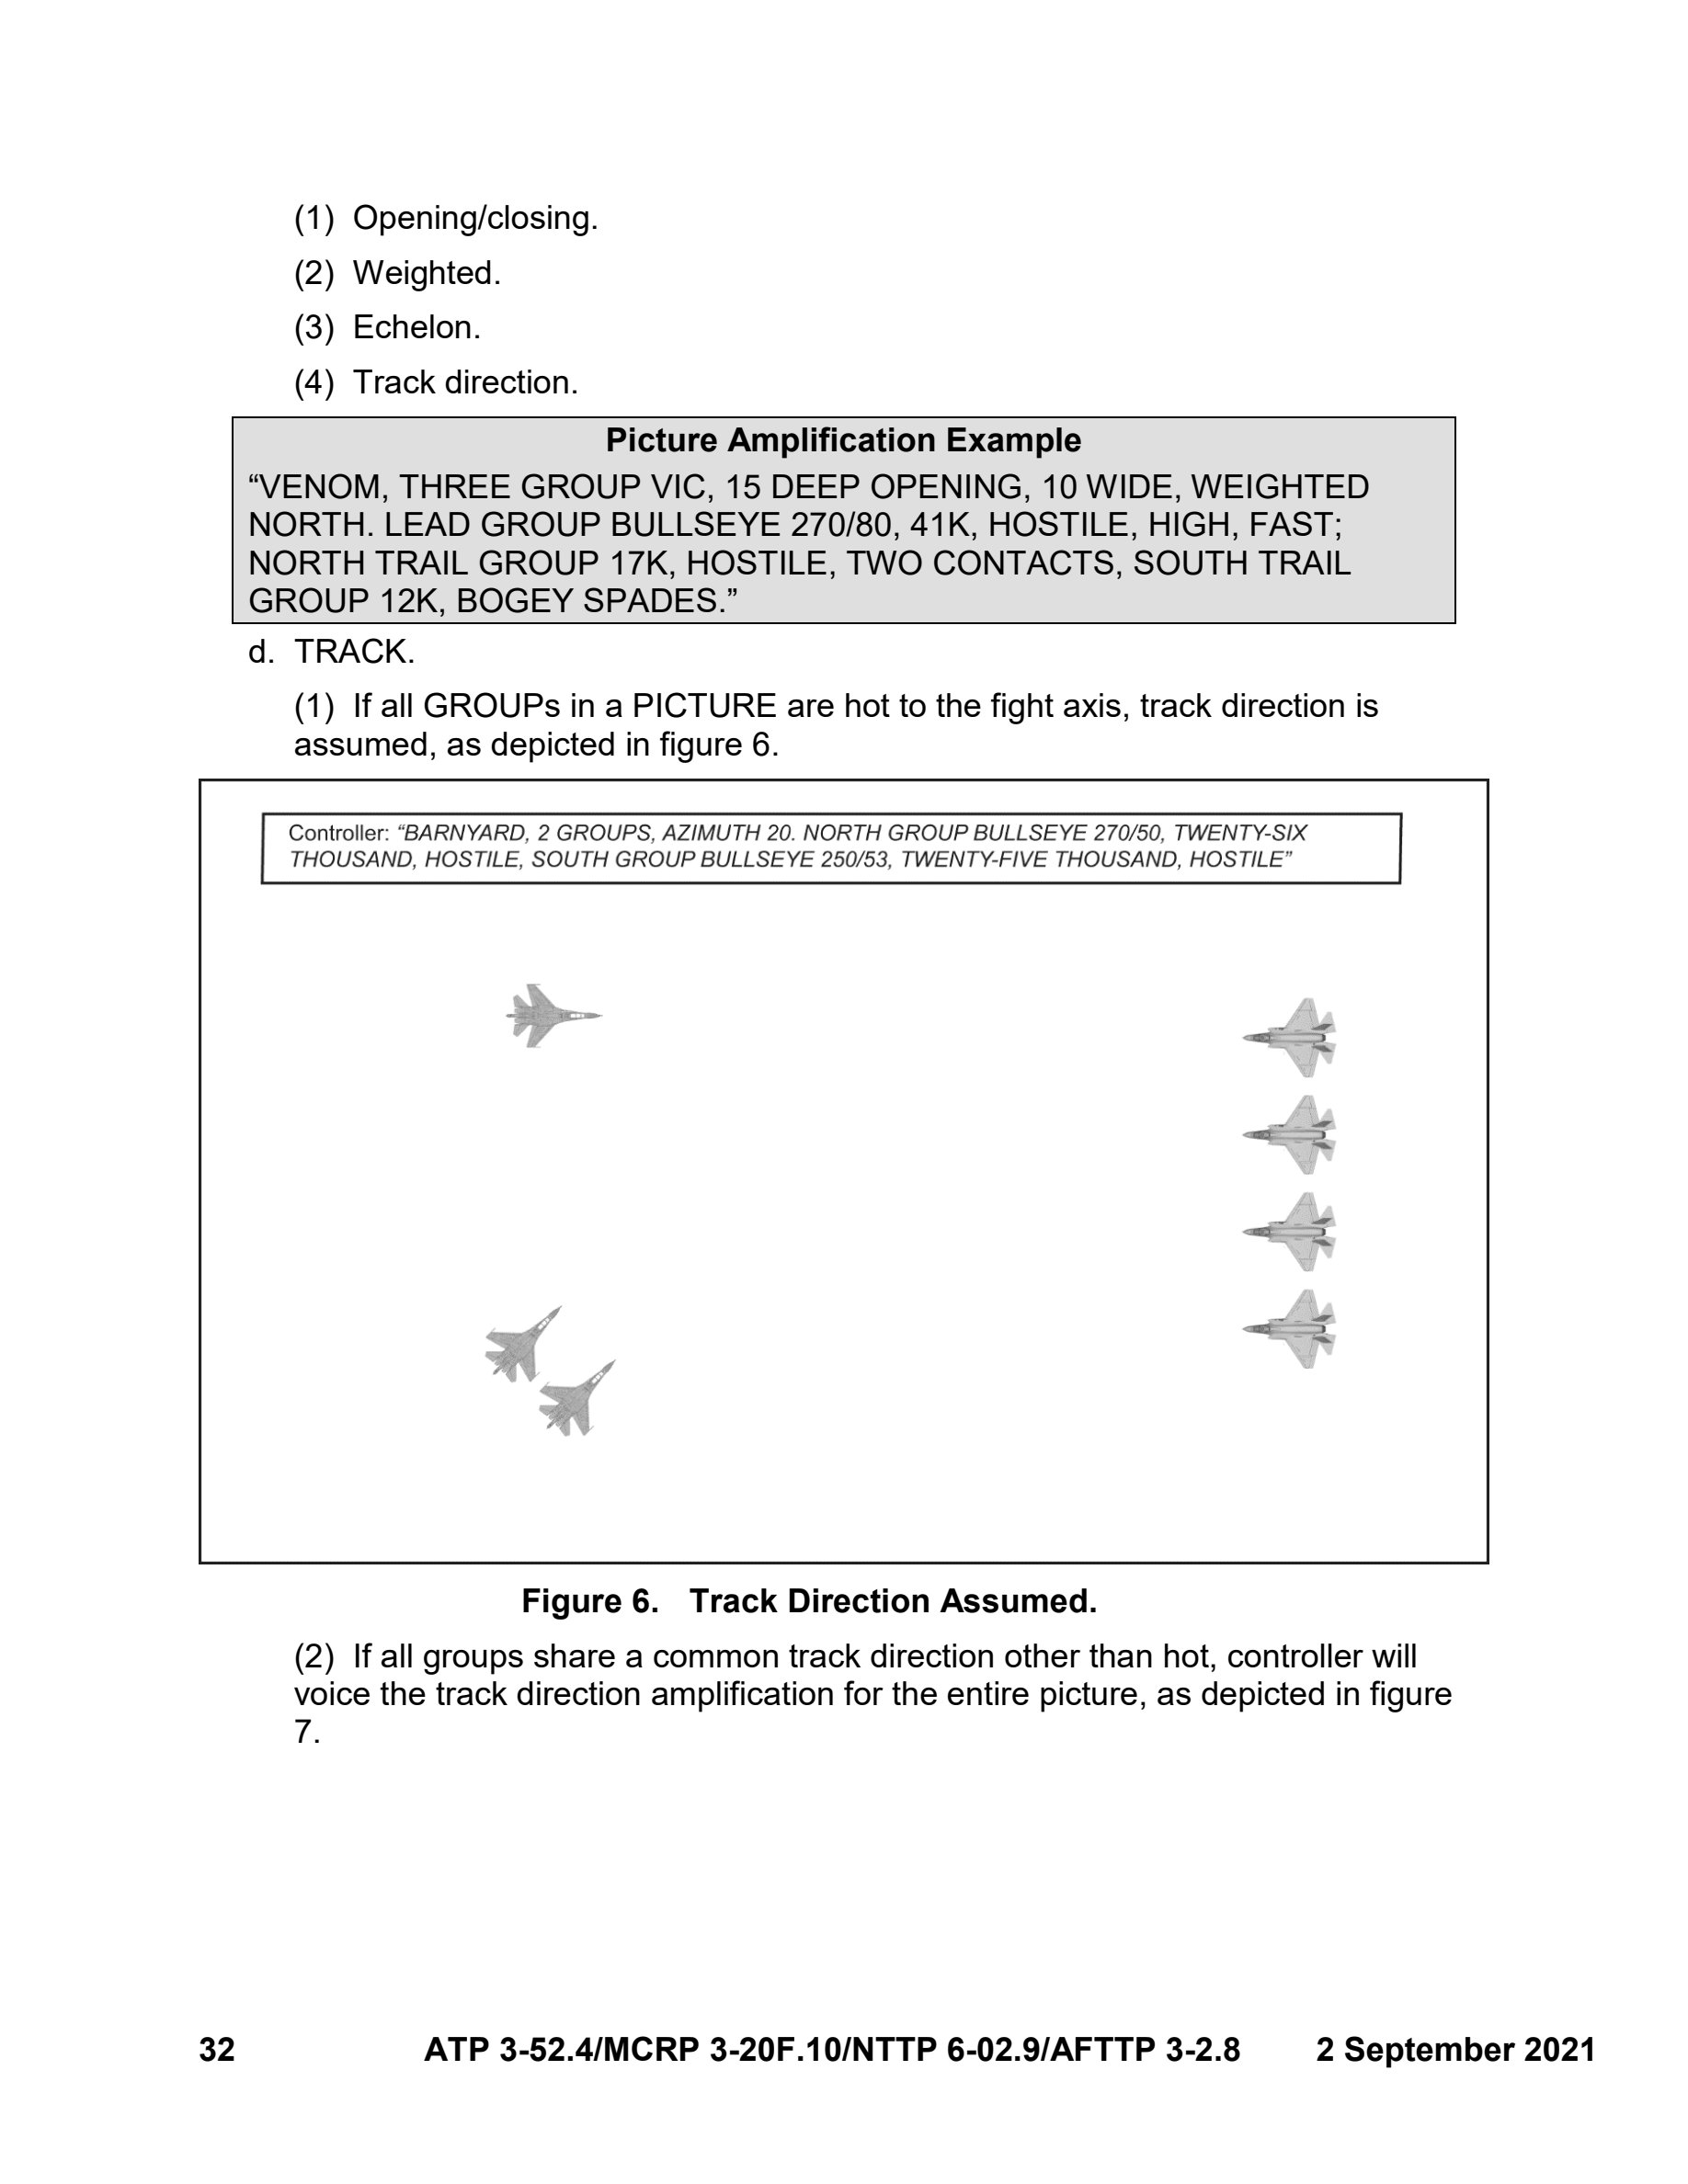 (1) Opening/closing.
(2) Weighted.
(3) Echelon.
(4) Track direction.
Picture Amplification Example
“VENOM, THREE GROUP VIC, 15 DEEP OPENING, 10 WIDE, WEIGHTED
NORTH. LEAD GROUP BULLSEYE 270/80, 41K, HOSTILE, HIGH, FAST;
NORTH TRAIL GROUP 17K, HOSTILE, TWO CONTACTS, SOUTH TRAIL
GROUP 12K, BOGEY SPADES.”
d. TRACK.
(1) If all GROUPs in a PICTURE are hot to the fight axis, track direction is
assumed, as depicted in figure 6.
Controller: “BARNYARD, 2 GROUPS, AZIMUTH 20. NORTH GROUP BULLSEYE 270/50, TWENTY-SIX
THOUSAND, HOSTILE, SOUTH GROUP BULLSEYE 250/53, TWENTY-FIVE THOUSAND, HOSTILE”
Figure 6. Track Direction Assumed.
(2) If all groups share a common track direction other than hot, controller will
voice the track direction amplification for the entire picture, as depicted in figure
7.
32 ATP 3-52.4/MCRP 3-20F.10/NTTP 6-02.9/AFTTP 3-2.8 2 September 2021